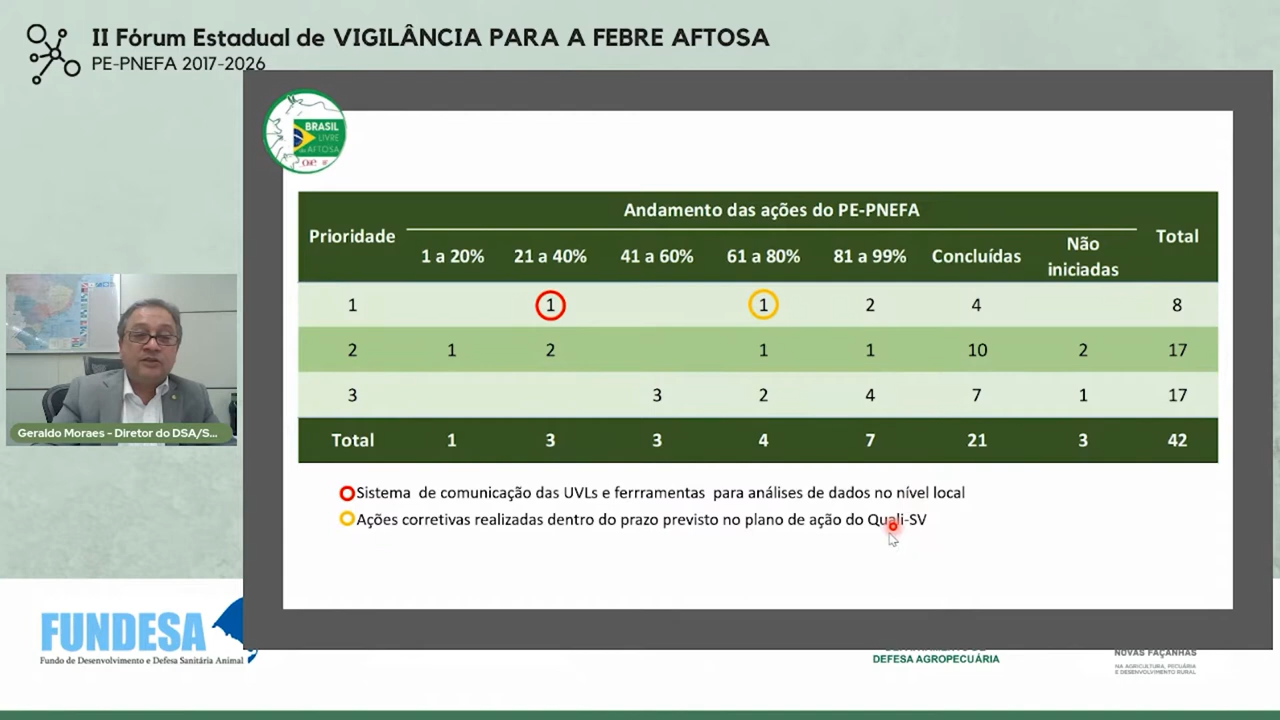 II Fórum Estadual de VIGILÂNCIA PARA A FEBRE AFTOSA
PE-PNEFA 2017-2026
BRASIL
LIVRE
AFTOSA
Andamento das ações do PE-PNEFA
Prioridade 1 a 20% 21 a 40% 41 a 60% 61 a 80% 81 a 99% Concluídas Não iniciadas Total
1 1 1 2 4 8
2 1 2 1 1 10 2 17
3 3 2 4 7 1 17
Total 1 3 3 4 7 21 3 42
Sistema de comunicação das UVLs e ferrramentas para análises de dados no nível local
Ações corretivas realizadas dentro do prazo previsto no plano de ação do Quali-SV
Geraldo Moraes - Diretor do DSA/S...
FUNDESA
Fundo de Desenvolvimento e Defesa Sanitária Animal
DEFESA AGROPECUÁRIA
NOVAS FAÇANHAS
NA AGRICULTURA, PECUÁRIA
E DESENVOLVIMENTO RURAL